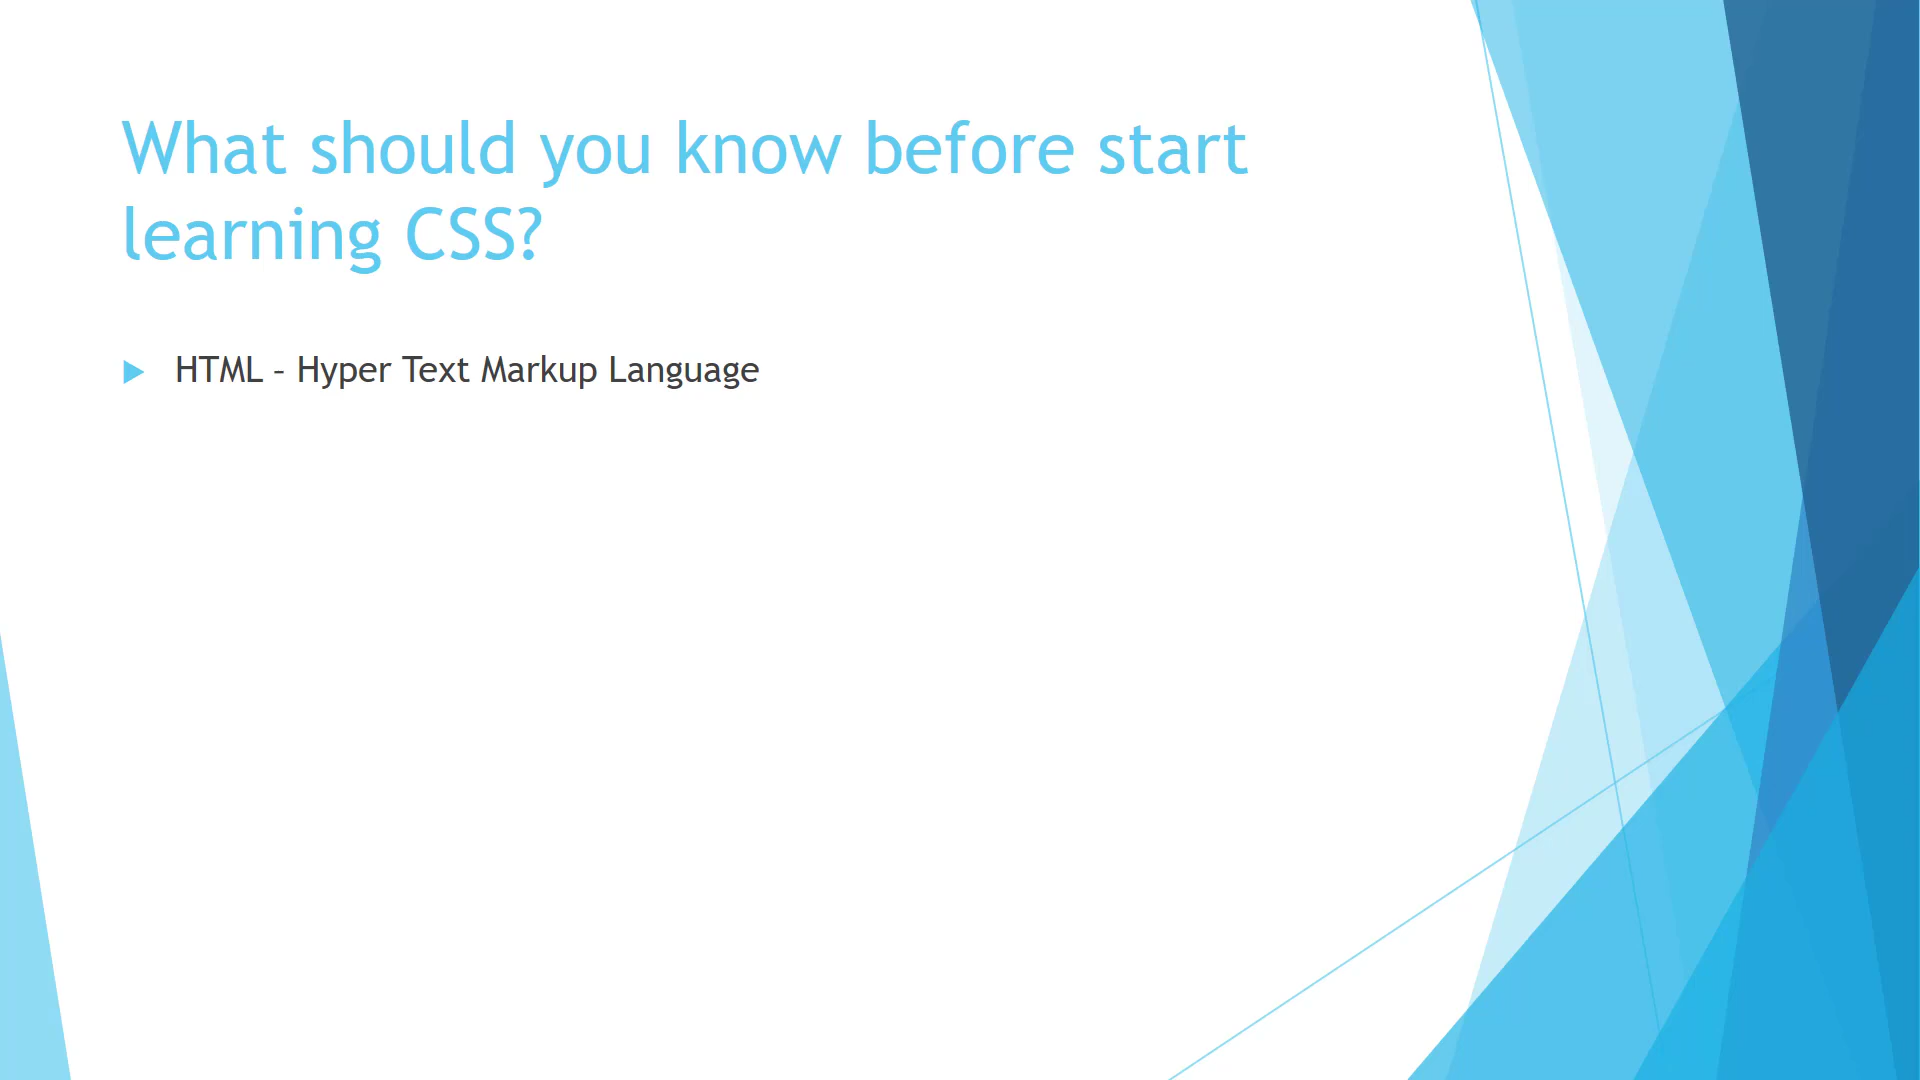 What should you know before start
learning CSS?
HTML – Hyper Text Markup Language